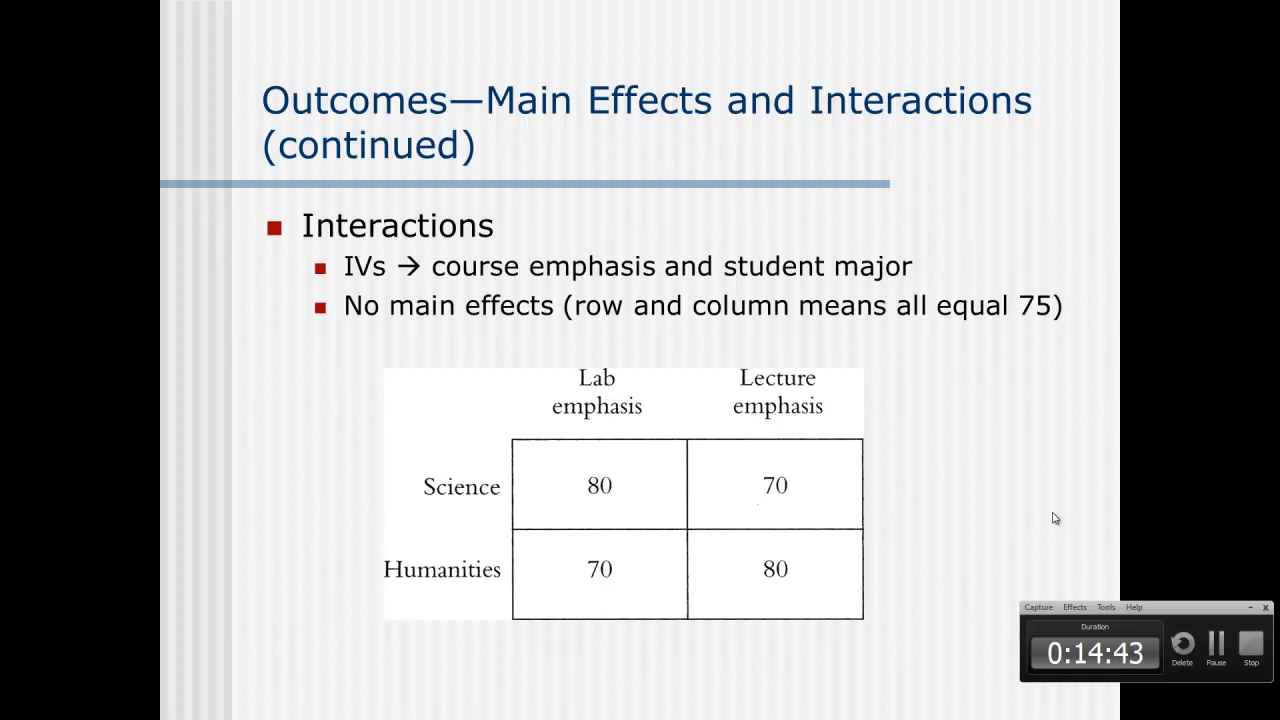 Outcomes—Main Effects and Interactions
(continued)
Interactions
IVs → course emphasis and student major
No main effects (row and column means all equal 75)
Lab Lecture
emphasis emphasis
Science 80 70
Humanities 70 80
Capture Effects Tools Help – x
Duration
0:14:43
Delete Pause Stop